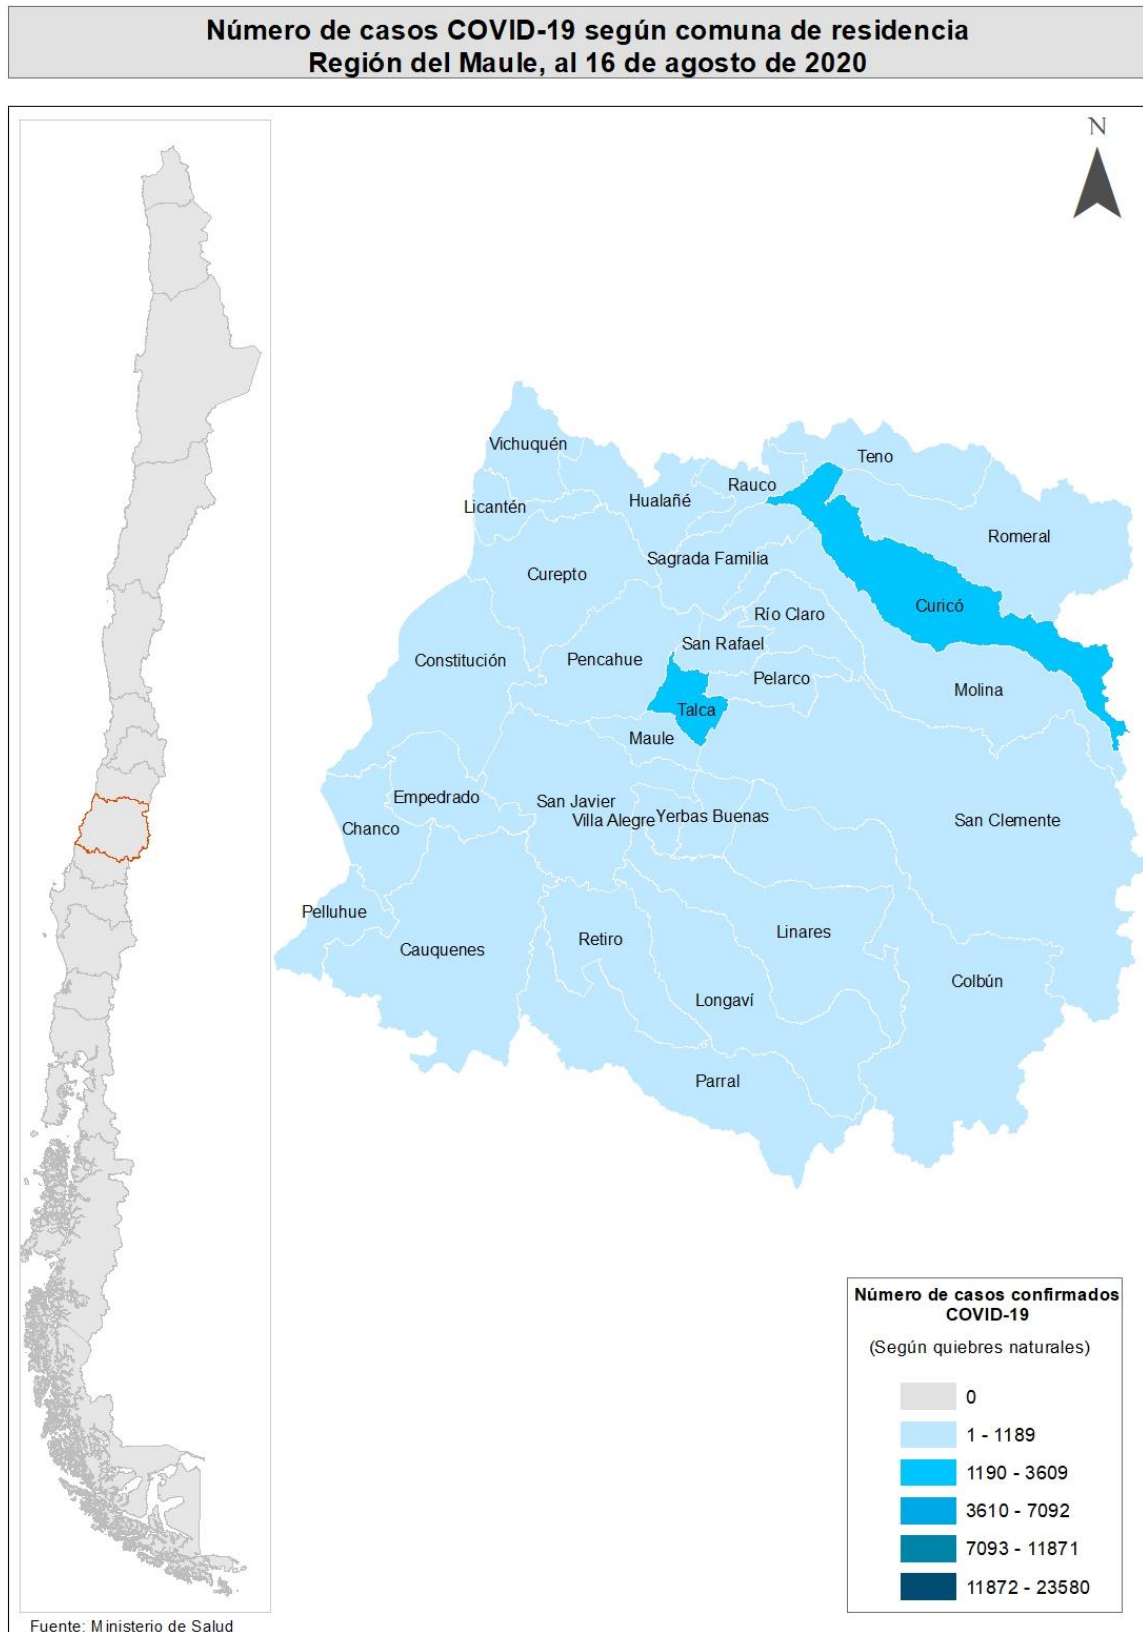 Número de casos COVID-19 según comuna de residencia
Región del Maule, al 16 de agosto de 2020
N
Vichuquén
Teno
Rauco
Hualañé
Licantén
Romeral
Sagrada Familia
Curepto
Curicó
Río Claro
San Rafael
Constitución
Pencahue
Pelarco
Molina
Talca
Maule
Empedrado
San Javier
Villa Alegre
Yerbas Buenas
San Clemente
Chanco
Pelluhue
Cauquenes
Retiro
Linares
Colbún
Longaví
Parral
Número de casos confirmados
COVID-19
(Según quiebres naturales)
0
1 - 1189
1190 - 3609
3610 - 7092
7093 - 11871
11872 - 23580
Fuente: Ministerio de Salud